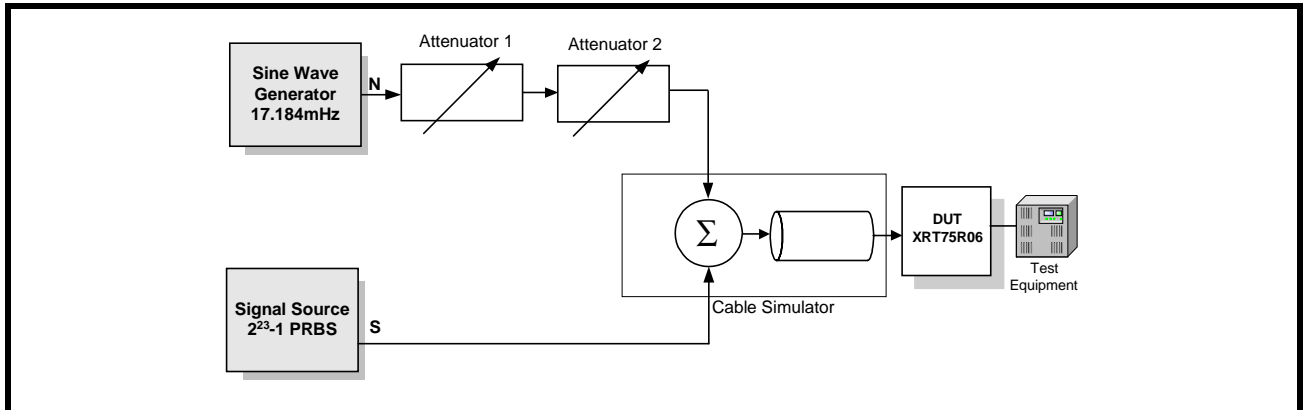 Attenuator 1
Attenuator 2
Sine Wave
Generator
17.184mHz
N
Σ
DUT
XRT75R06
Test
Equipment
Cable Simulator
Signal Source
2²³-1 PRBS
S